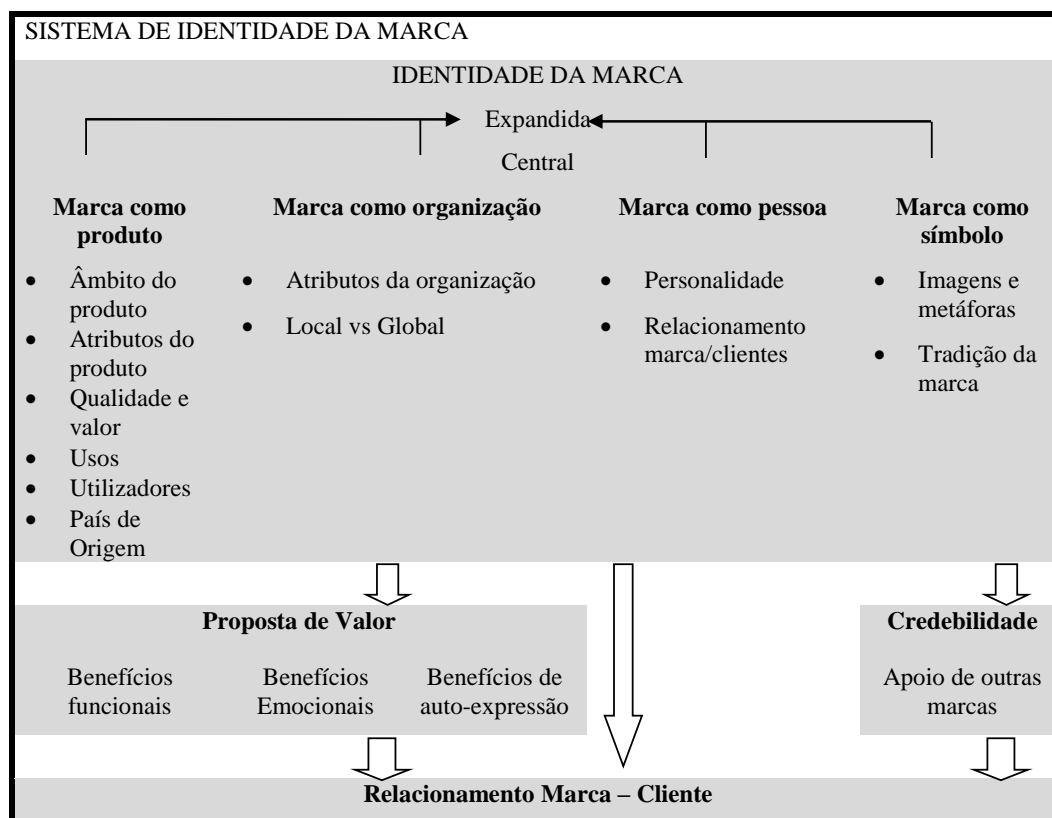 SISTEMA DE IDENTIDADE DA MARCA
IDENTIDADE DA MARCA
Expandida
Central
Marca como
produto
• Âmbito do
produto
• Atributos do
produto
• Qualidade e
valor
• Usos
• Utilizadores
• País de
Origem
Marca como organização
• Atributos da organização
• Local vs Global
Marca como pessoa
• Personalidade
• Relacionamento
marca/clientes
Marca como
símbolo
• Imagens e
metáforas
• Tradição da
marca
Proposta de Valor
Benefícios
funcionais
Benefícios
Emocionais
Benefícios de
auto-expressão
Credebilidade
Apoio de outras
marcas
Relacionamento Marca – Cliente